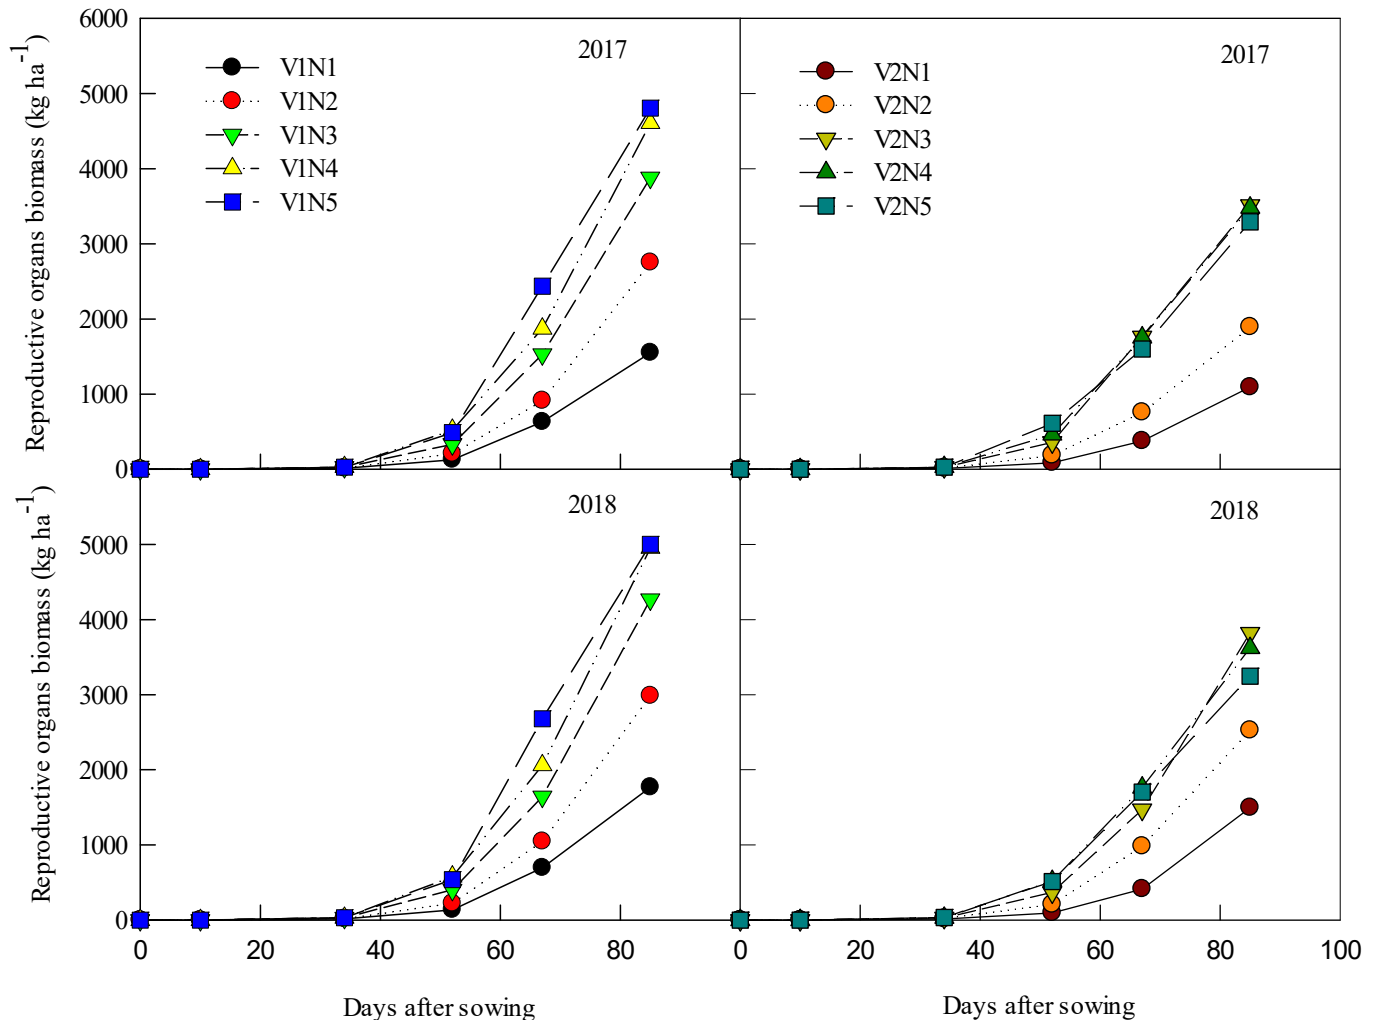 6000
5000
4000
3000
2000
1000
0
Reproductive organs biomass (kg ha-1)
2017
V1N1
V1N2
V1N3
V1N4
V1N5
2017
V2N1
V2N2
V2N3
V2N4
V2N5
5000
4000
3000
2000
1000
0
Reproductive organs biomass (kg ha-1)
2018
2018
0 20 40 60 80 0 20 40 60 80 100
Days after sowing
Days after sowing